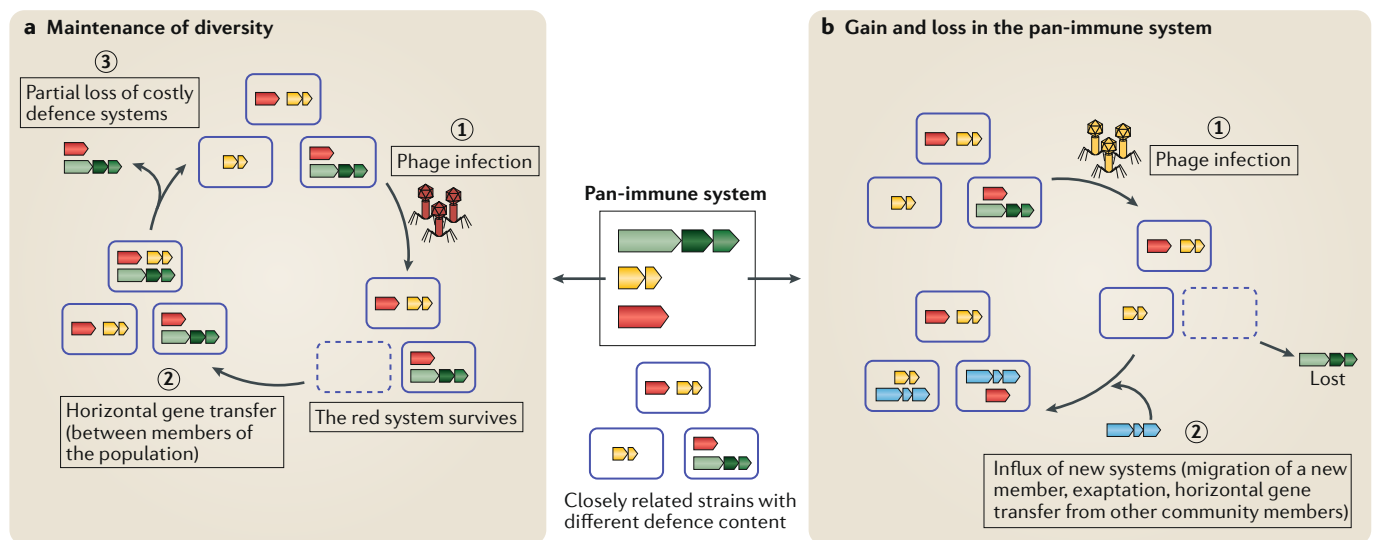 a Maintenance of diversity
③
Partial loss of costly
defence systems
①
Phage infection
The red system survives
②
Horizontal gene transfer
(between members of
the population)
Pan-immune system
Closely related strains with
different defence content
b Gain and loss in the pan-immune system
①
Phage infection
Lost
②
Influx of new systems (migration of a new
member, exaptation, horizontal gene
transfer from other community members)